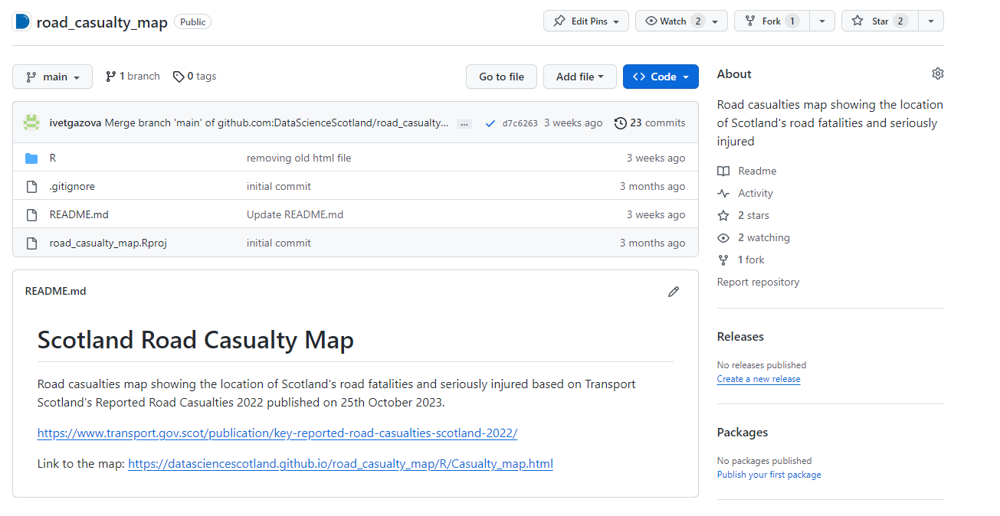 road_casualty_map Public Edit Pins Watch 2 Fork 1 Star 2
main 1 branch 0 tags Go to file Add file Code
ivetgazova Merge branch 'main' of github.com:DataScienceScotland/road_casualty... ... d7c6263 3 weeks ago 23 commits
R removing old html file 3 weeks ago
.gitignore initial commit 3 months ago
README.md Update README.md 3 weeks ago
road_casualty_map.Rproj initial commit 3 months ago
README.md
Scotland Road Casualty Map
Road casualties map showing the location of Scotland's road fatalities and seriously injured based on Transport
Scotland's Reported Road Casualties 2022 published on 25th October 2023.
https://www.transport.gov.scot/publication/key-reported-road-casualties-scotland-2022/
Link to the map: https://datasciencescotland.github.io/road_casualty_map/R/Casualty_map.html
About
Road casualties map showing the location
of Scotland's road fatalities and seriously
injured
Readme
Activity
2 stars
2 watching
1 fork
Report repository
Releases
No releases published
Create a new release
Packages
No packages published
Publish your first package